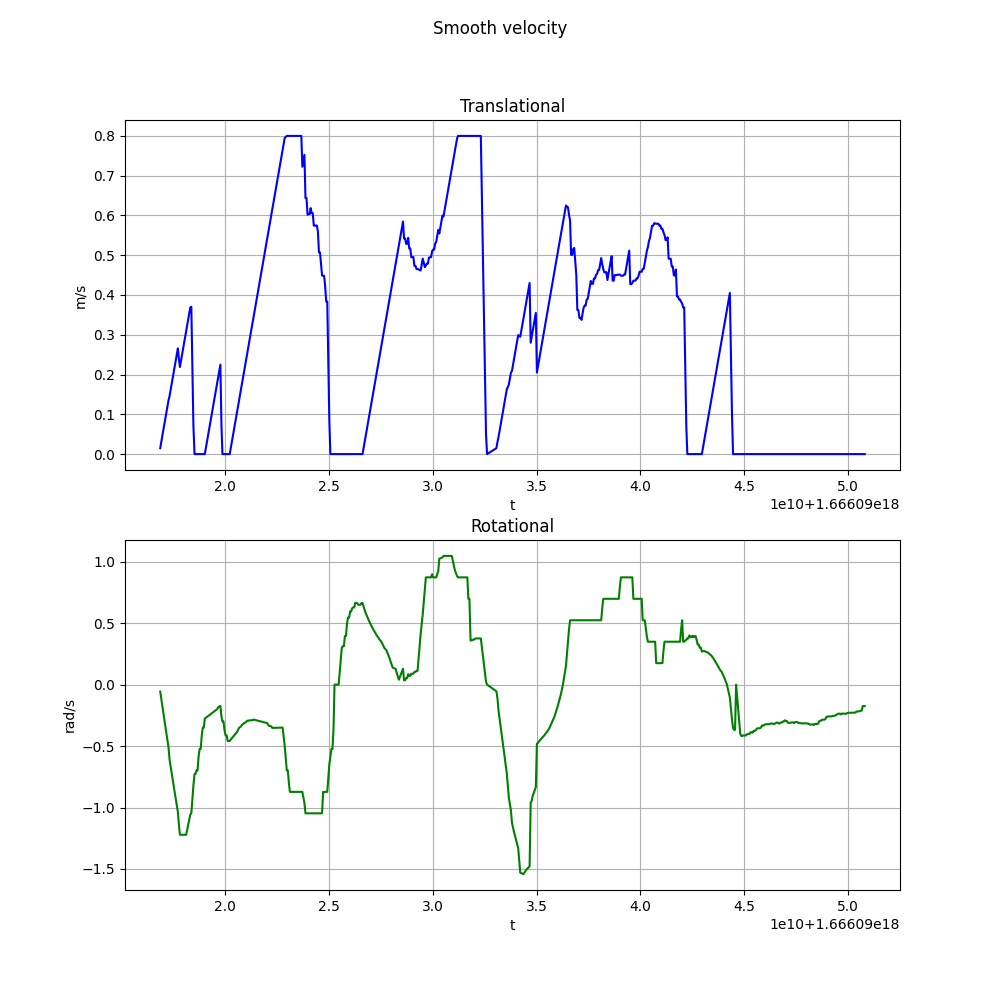 Smooth velocity
Translational
0.8
0.7
0.6
0.5
0.4
0.3
0.2
0.1
0.0
m/s
2.0 2.5 3.0 3.5 4.0 4.5 5.0
t
1e10+1.66609e18
Rotational
1.0
0.5
0.0
−0.5
−1.0
−1.5
rad/s
2.0 2.5 3.0 3.5 4.0 4.5 5.0
t
1e10+1.66609e18